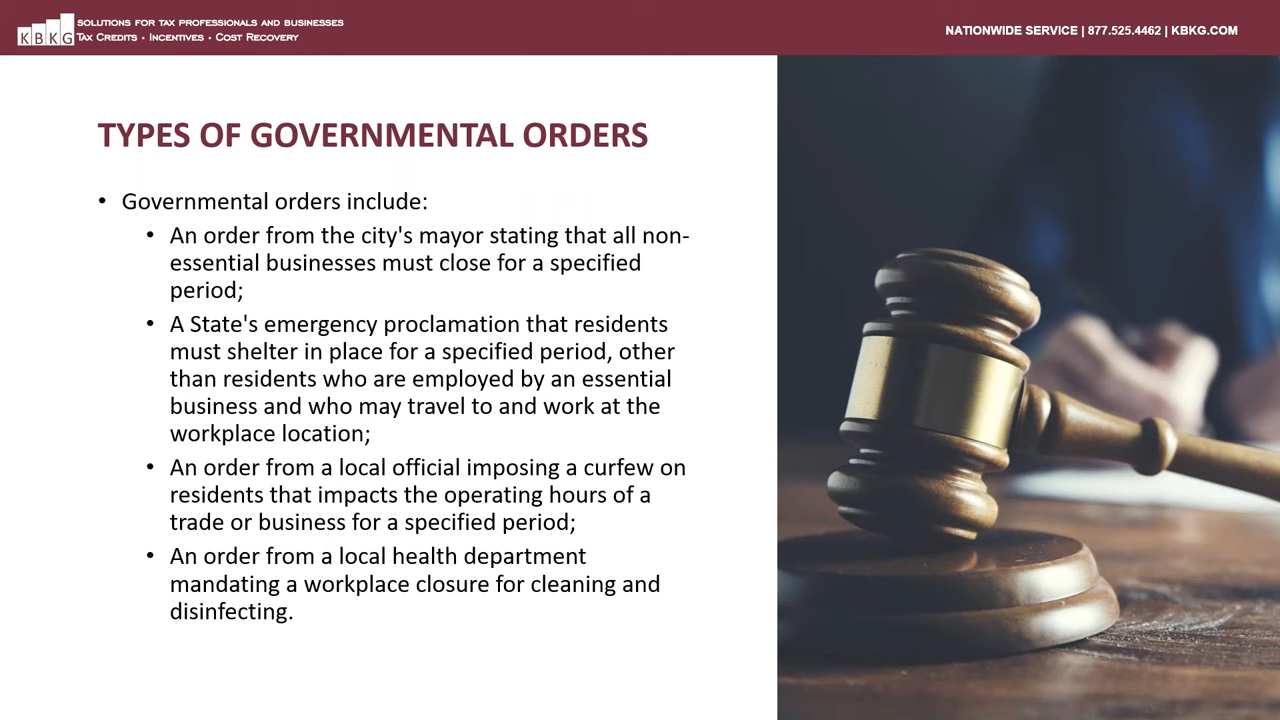 KBKG
SOLUTIONS FOR TAX PROFESSIONALS AND BUSINESSES
TAX CREDITS · INCENTIVES · COST RECOVERY
NATIONWIDE SERVICE | 877.525.4462 | KBKG.COM
TYPES OF GOVERNMENTAL ORDERS
• Governmental orders include:
• An order from the city's mayor stating that all non-
essential businesses must close for a specified
period;
• A State's emergency proclamation that residents
must shelter in place for a specified period, other
than residents who are employed by an essential
business and who may travel to and work at the
workplace location;
• An order from a local official imposing a curfew on
residents that impacts the operating hours of a
trade or business for a specified period;
• An order from a local health department
mandating a workplace closure for cleaning and
disinfecting.